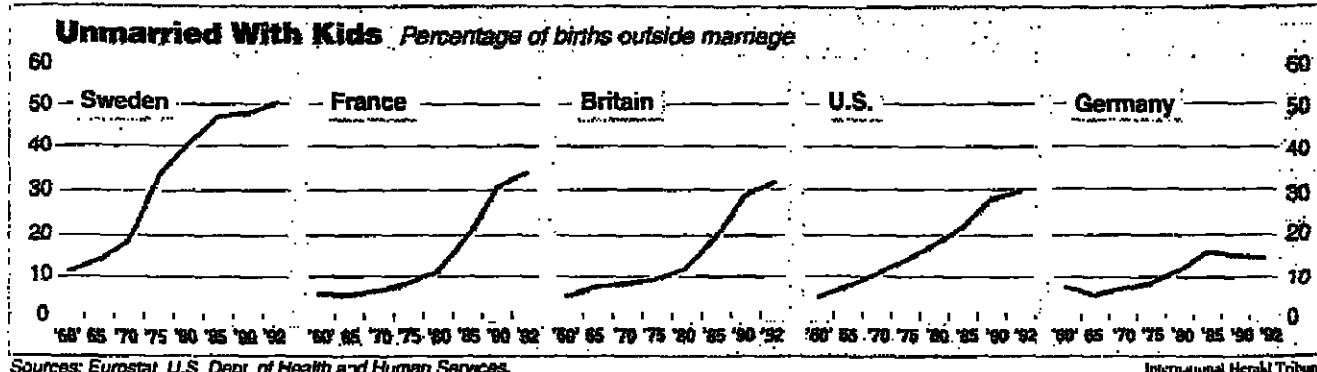 Unmarried With Kids Percentage of births outside marriage
60 60
50 Sweden France Britain U.S. Germany 50
40 40
30 30
20 20
10 10
0 0
'60 '65 '70 '75 '80 '85 '90 '92 '60 '65 '70 '75 '80 '85 '90 '92 '60 '65 '70 '75 '80 '85 '90 '92 '60 '65 '70 '75 '80 '85 '90 '92 '60 '65 '70 '75 '80 '85 '90 '92
Sources: Eurostat, U.S. Dept. of Health and Human Services. International Herald Tribune